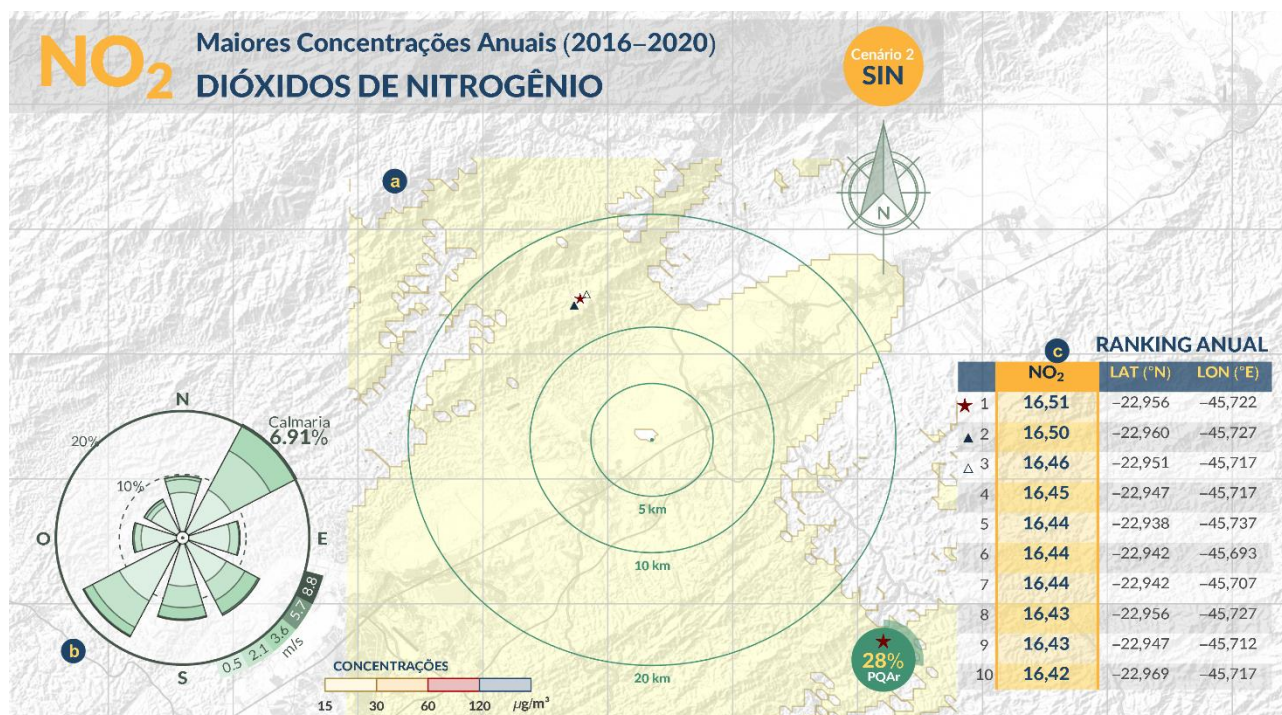 NO2
Maiores Concentrações Anuais (2016–2020)
DIÓXIDOS DE NITROGÊNIO
Cenário 2
SIN
a
N
5 km
10 km
20 km
N
Calmaria
6.91%
20%
10%
O
E
S
0.5 2.1 3.6 5.7 8.8
m/s
b
CONCENTRAÇÕES
15 30 60 120 µg/m³
28%
PQAr
c
RANKING ANUAL
NO2 LAT (°N) LON (°E)
1 16,51 –22,956 –45,722
2 16,50 –22,960 –45,727
3 16,46 –22,951 –45,717
4 16,45 –22,947 –45,717
5 16,44 –22,938 –45,737
6 16,44 –22,942 –45,693
7 16,44 –22,942 –45,707
8 16,43 –22,956 –45,727
9 16,43 –22,947 –45,712
10 16,42 –22,969 –45,717